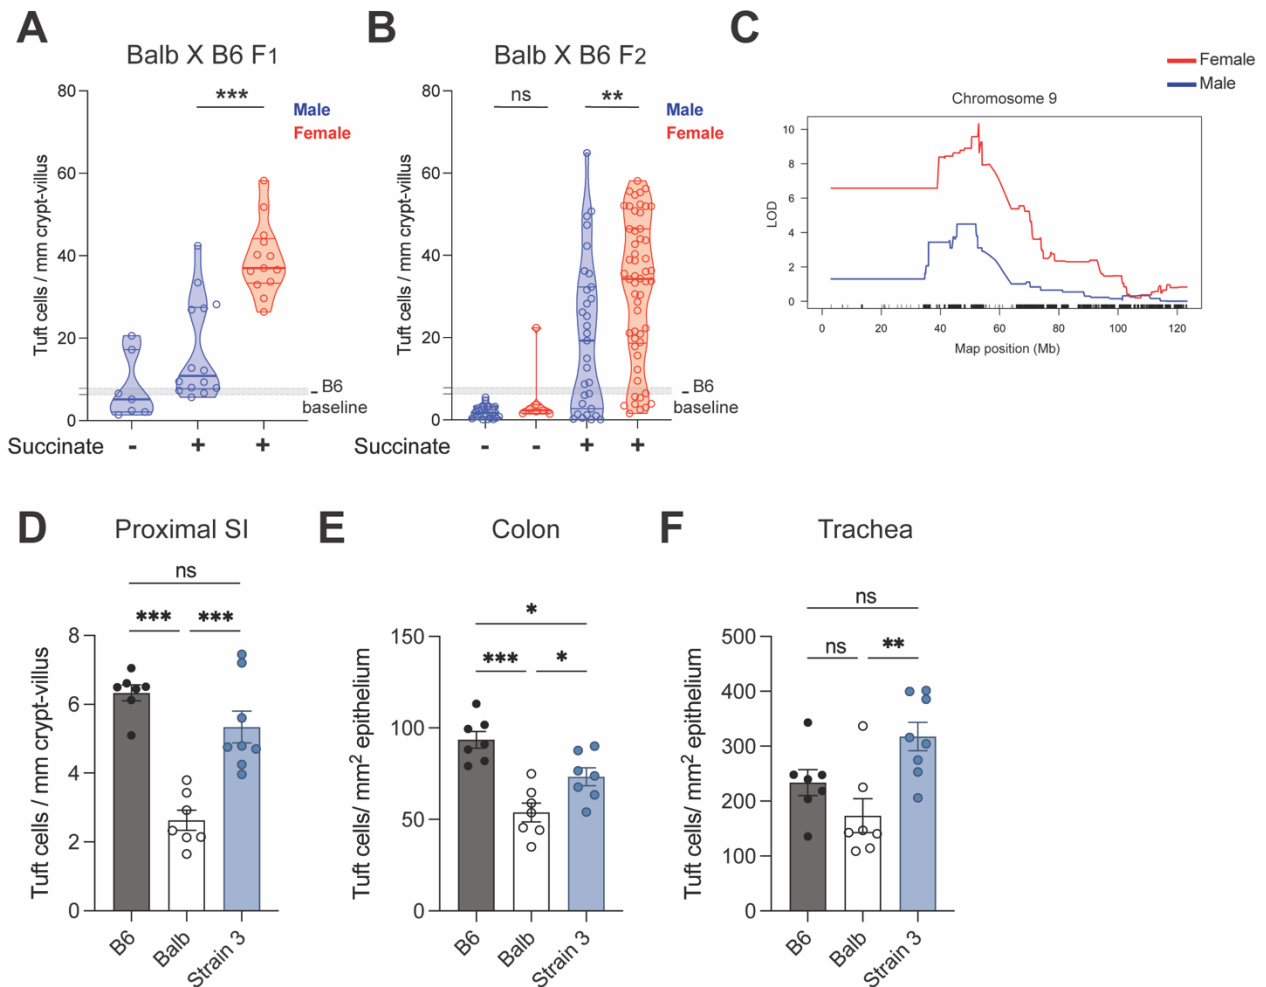 A
Balb X B6 F1
Tuft cells / mm crypt-villus
80
60
40
20
0
***
Male
Female
B6
baseline
Succinate - + +
B
Balb X B6 F2
Tuft cells / mm crypt-villus
80
60
40
20
0
ns
**
Male
Female
B6
baseline
Succinate - - + +
C
Female
Male
Chromosome 9
LOD
10
8
6
4
2
0
0 20 40 60 80 100 120
Map position (Mb)
D
Proximal SI
Tuft cells / mm crypt-villus
8
6
4
2
0
ns
*** ***
B6 Balb Strain 3
E
Colon
Tuft cells/ mm2 epithelium
150
100
50
0
*
*** *
B6 Balb Strain 3
F
Trachea
Tuft cells/ mm2 epithelium
500
400
300
200
100
0
ns
ns **
B6 Balb Strain 3